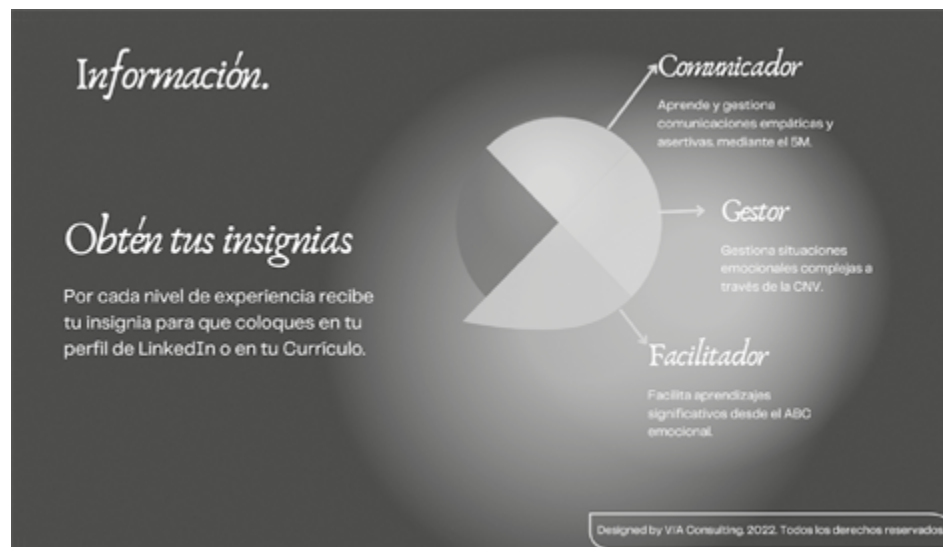 Información.
Obtén tus insignias
Por cada nivel de experiencia recibe
tu insignia para que coloques en tu
perfil de LinkedIn o en tu Currículo.
Comunicador
Aprende y gestiona
comunicaciones empáticas y
asertivas, mediante el 5M.
Gestor
Gestiona situaciones
emocionales complejas a
través de la CNV.
Facilitador
Facilita aprendizajes
significativos desde el ABC
emocional.
Designed by V/A Consulting. 2022. Todos los derechos reservados